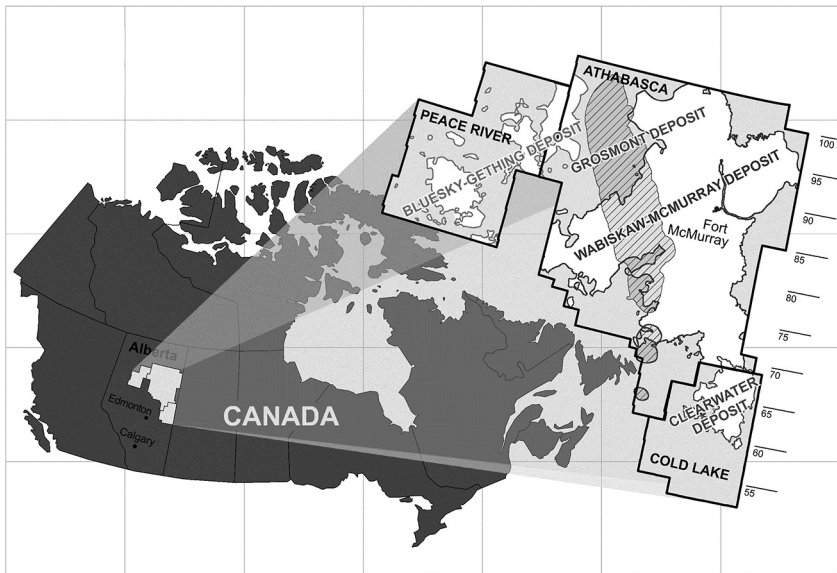 ATHABASCA
PEACE RIVER
BLUESKY-GETHING DEPOSIT
GROSMONT DEPOSIT
WABISKAW-MCMURRAY DEPOSIT
Fort
McMurray
100
95
90
85
80
75
70
65
60
55
CLEARWATER
DEPOSIT
COLD LAKE
Alberta
Edmonton
Calgary
CANADA